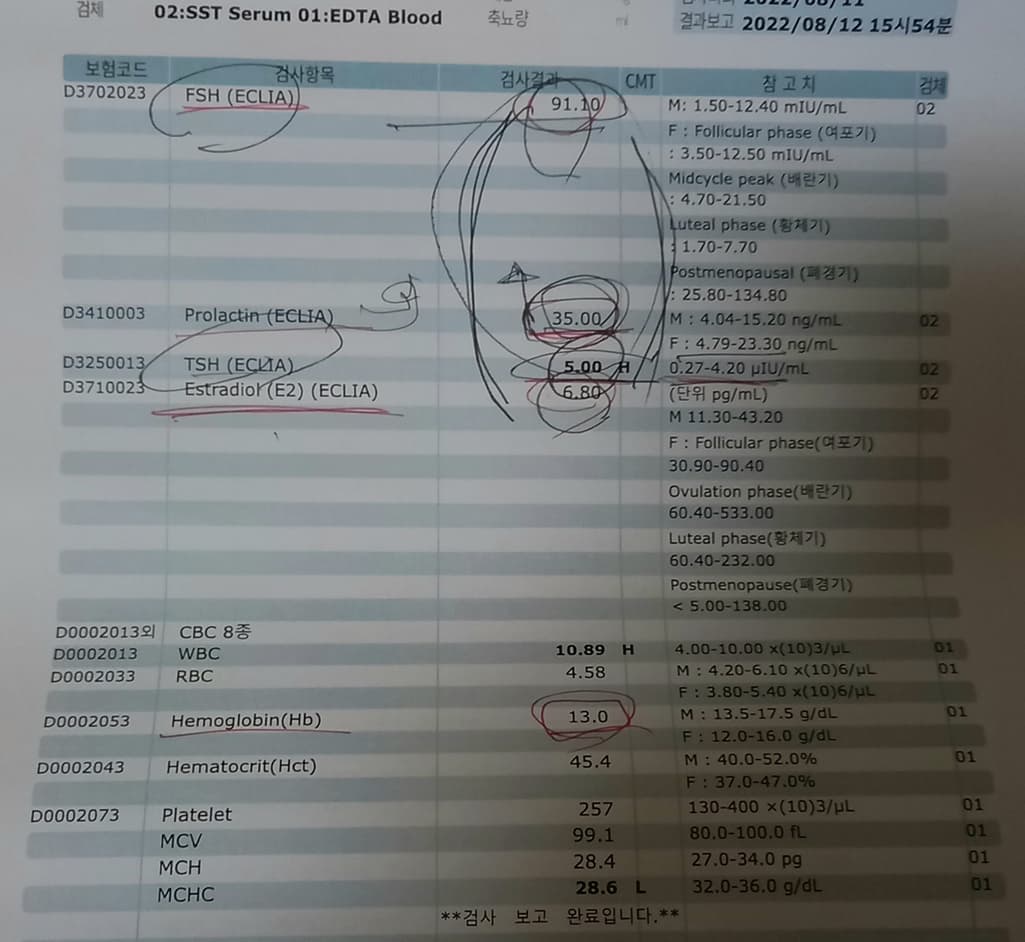 검체 02:SST Serum 01:EDTA Blood 축뇨량 ml 결과보고 2022/08/12 15시54분
보험코드 검사항목 검사결과 CMT 참 고 치 검체
D3702023 FSH (ECLIA) 91.10 M: 1.50-12.40 mIU/mL 02
F : Follicular phase (여포기)
: 3.50-12.50 mIU/mL
Midcycle peak (배란기)
: 4.70-21.50
Luteal phase (황체기)
: 1.70-7.70
Postmenopausal (폐경기)
: 25.80-134.80
D3410003 Prolactin (ECLIA) 35.00 M : 4.04-15.20 ng/mL 02
F : 4.79-23.30 ng/mL
D3250013 TSH (ECLIA) 5.00 H 0.27-4.20 μIU/mL 02
D3710023 Estradiol (E2) (ECLIA) 6.80 (단위 pg/mL) 02
M 11.30-43.20
F : Follicular phase(여포기)
30.90-90.40
Ovulation phase(배란기)
60.40-533.00
Luteal phase(황체기)
60.40-232.00
Postmenopause(폐경기)
< 5.00-138.00
D0002013외 CBC 8종
D0002013 WBC 10.89 H 4.00-10.00 ×(10)3/μL 01
D0002033 RBC 4.58 M : 4.20-6.10 ×(10)6/μL 01
F : 3.80-5.40 ×(10)6/μL
D0002053 Hemoglobin(Hb) 13.0 M : 13.5-17.5 g/dL 01
F : 12.0-16.0 g/dL
D0002043 Hematocrit(Hct) 45.4 M : 40.0-52.0% 01
F : 37.0-47.0%
D0002073 Platelet 257 130-400 ×(10)3/μL 01
MCV 99.1 80.0-100.0 fL 01
MCH 28.4 27.0-34.0 pg 01
MCHC 28.6 L 32.0-36.0 g/dL 01
**검사 보고 완료입니다.**